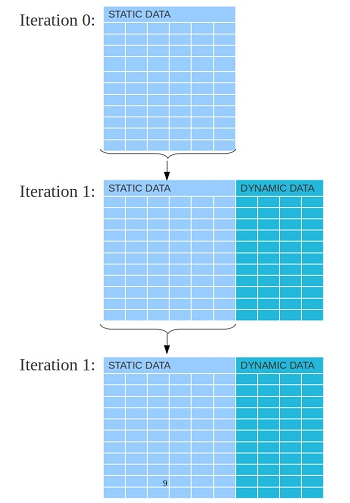 Iteration 0:
STATIC DATA
Iteration 1:
STATIC DATA
DYNAMIC DATA
Iteration 1:
STATIC DATA
DYNAMIC DATA
9